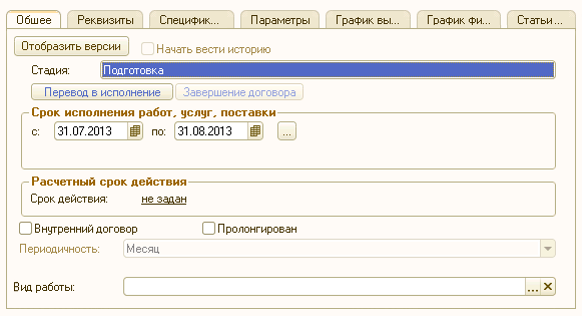 Общее Реквизиты Специфик... Параметры График вы... График фи... Статьи...
Отобразить версии Начать вести историю
Стадия: Подготовка
Перевод в исполнение Завершение договора
Срок исполнения работ, услуг, поставки
с: 31.07.2013 по: 31.08.2013 ...
Расчетный срок действия
Срок действия: не задан
Внутренний договор Пролонгирован
Периодичность: Месяц
Вид работы: ...